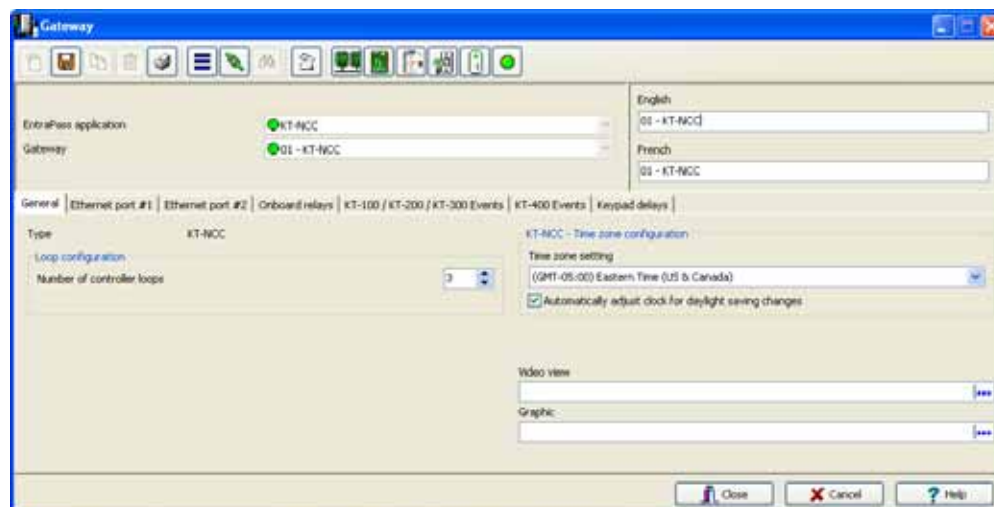 Gateway
English
EntraPass application
KT-NCC
01 - KT-NCC
Gateway
01 - KT-NCC
French
01 - KT-NCC
General
Ethernet port #1
Ethernet port #2
Onboard relays
KT-100 / KT-200 / KT-300 Events
KT-400 Events
Keypad delays
Type
KT-NCC
KT-NCC - Time zone configuration
Loop configuration
Time zone setting
Number of controller loops
3
(GMT-05:00) Eastern Time (US & Canada)
Automatically adjust clock for daylight saving changes
Video view
Graphic
Close
Cancel
Help